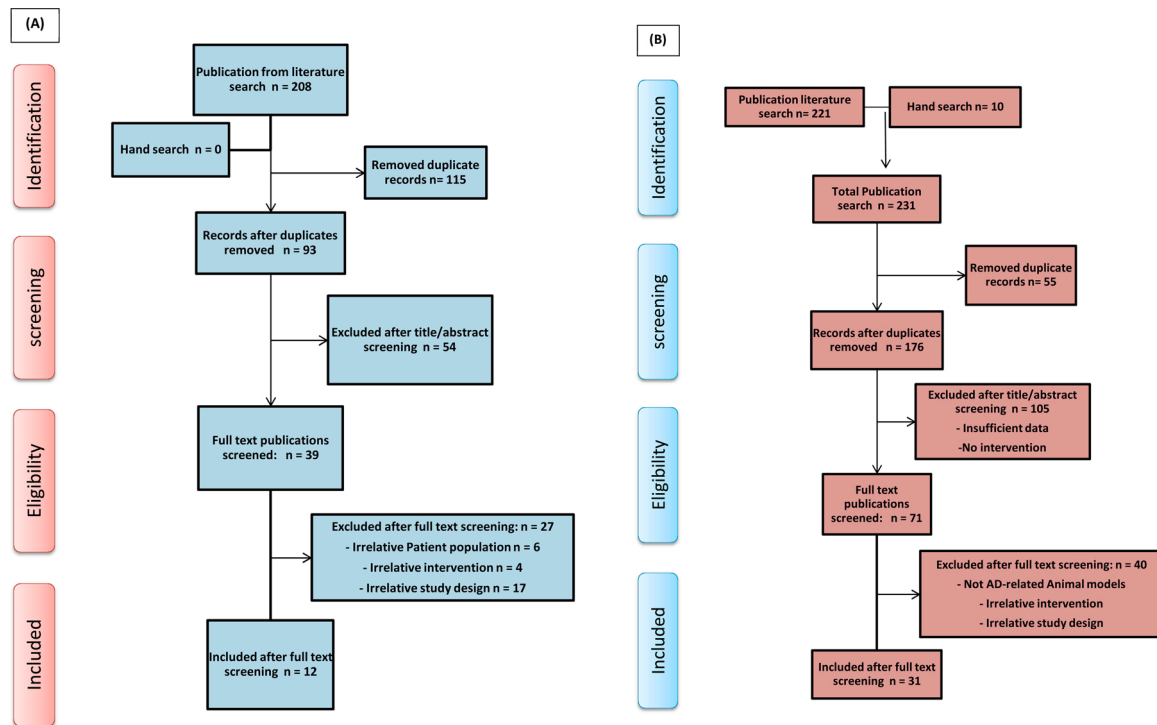 (A)
Identification
screening
Eligibility
Included
Publication from literature
search n = 208
Hand search n = 0
Removed duplicate
records n= 115
Records after duplicates
removed n = 93
Excluded after title/abstract
screening n = 54
Full text publications
screened: n = 39
Excluded after full text screening: n = 27
- Irrelative Patient population n = 6
- Irrelative intervention n = 4
- Irrelative study design n = 17
Included after full text
screening n = 12
(B)
Identification
screening
Eligibility
Included
Publication literature
search n= 221
Hand search n= 10
Total Publication
search n = 231
Removed duplicate
records n= 55
Records after duplicates
removed n = 176
Excluded after title/abstract
screening n = 105
- Insufficient data
-No intervention
Full text
publications
screened: n = 71
Excluded after full text screening: n = 40
- Not AD-related Animal models
- Irrelative intervention
- Irrelative study design
Included after full text
screening n = 31